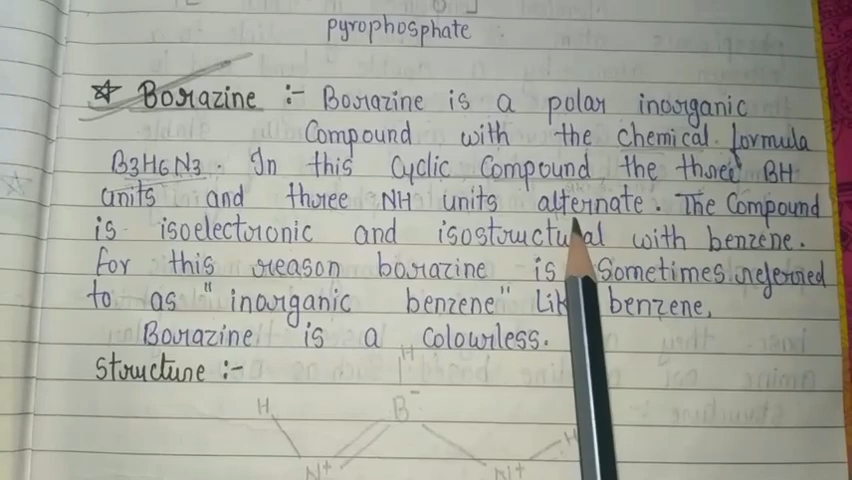 pyrophosphate
☆ Borazine :- Borazine is a polar inorganic
Compound with the chemical formula
B3H6N3. In this cyclic Compound the three BH
units and three NH units alternate. The Compound
is isoelectronic and isostructural with benzene.
for this reason borazine is Sometimes referred
to as "inorganic benzene" Like benzene,
Borazine is a colourless.
Structure :-
H
H B⁻
H
N⁺ N⁺